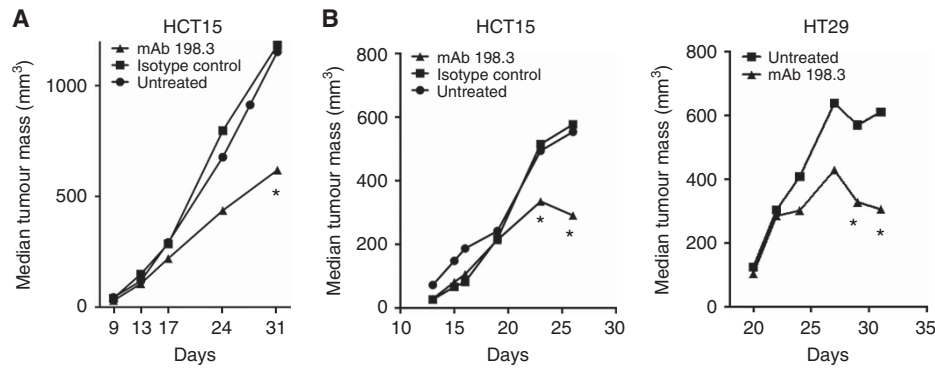 A
HCT15
mAb 198.3
Isotype control
Untreated
1000
500
0
Median tumour mass (mm³)
*
9 13 17 24 31
Days
B
HCT15
mAb 198.3
Isotype control
Untreated
800
600
400
200
0
Median tumour mass (mm³)
* *
10 15 20 25 30
Days
HT29
Untreated
mAb 198.3
800
600
400
200
0
Median tumour mass (mm³)
* *
20 25 30 35
Days